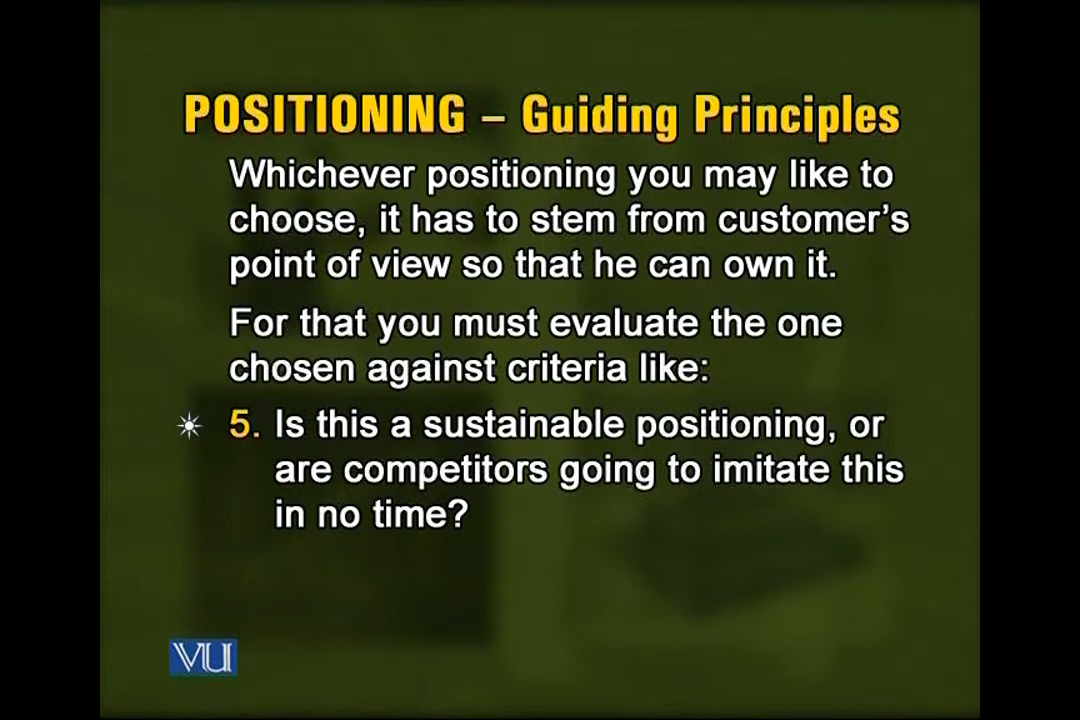 POSITIONING – Guiding Principles
Whichever positioning you may like to
choose, it has to stem from customer’s
point of view so that he can own it.
For that you must evaluate the one
chosen against criteria like:
5. Is this a sustainable positioning, or
are competitors going to imitate this
in no time?
VU